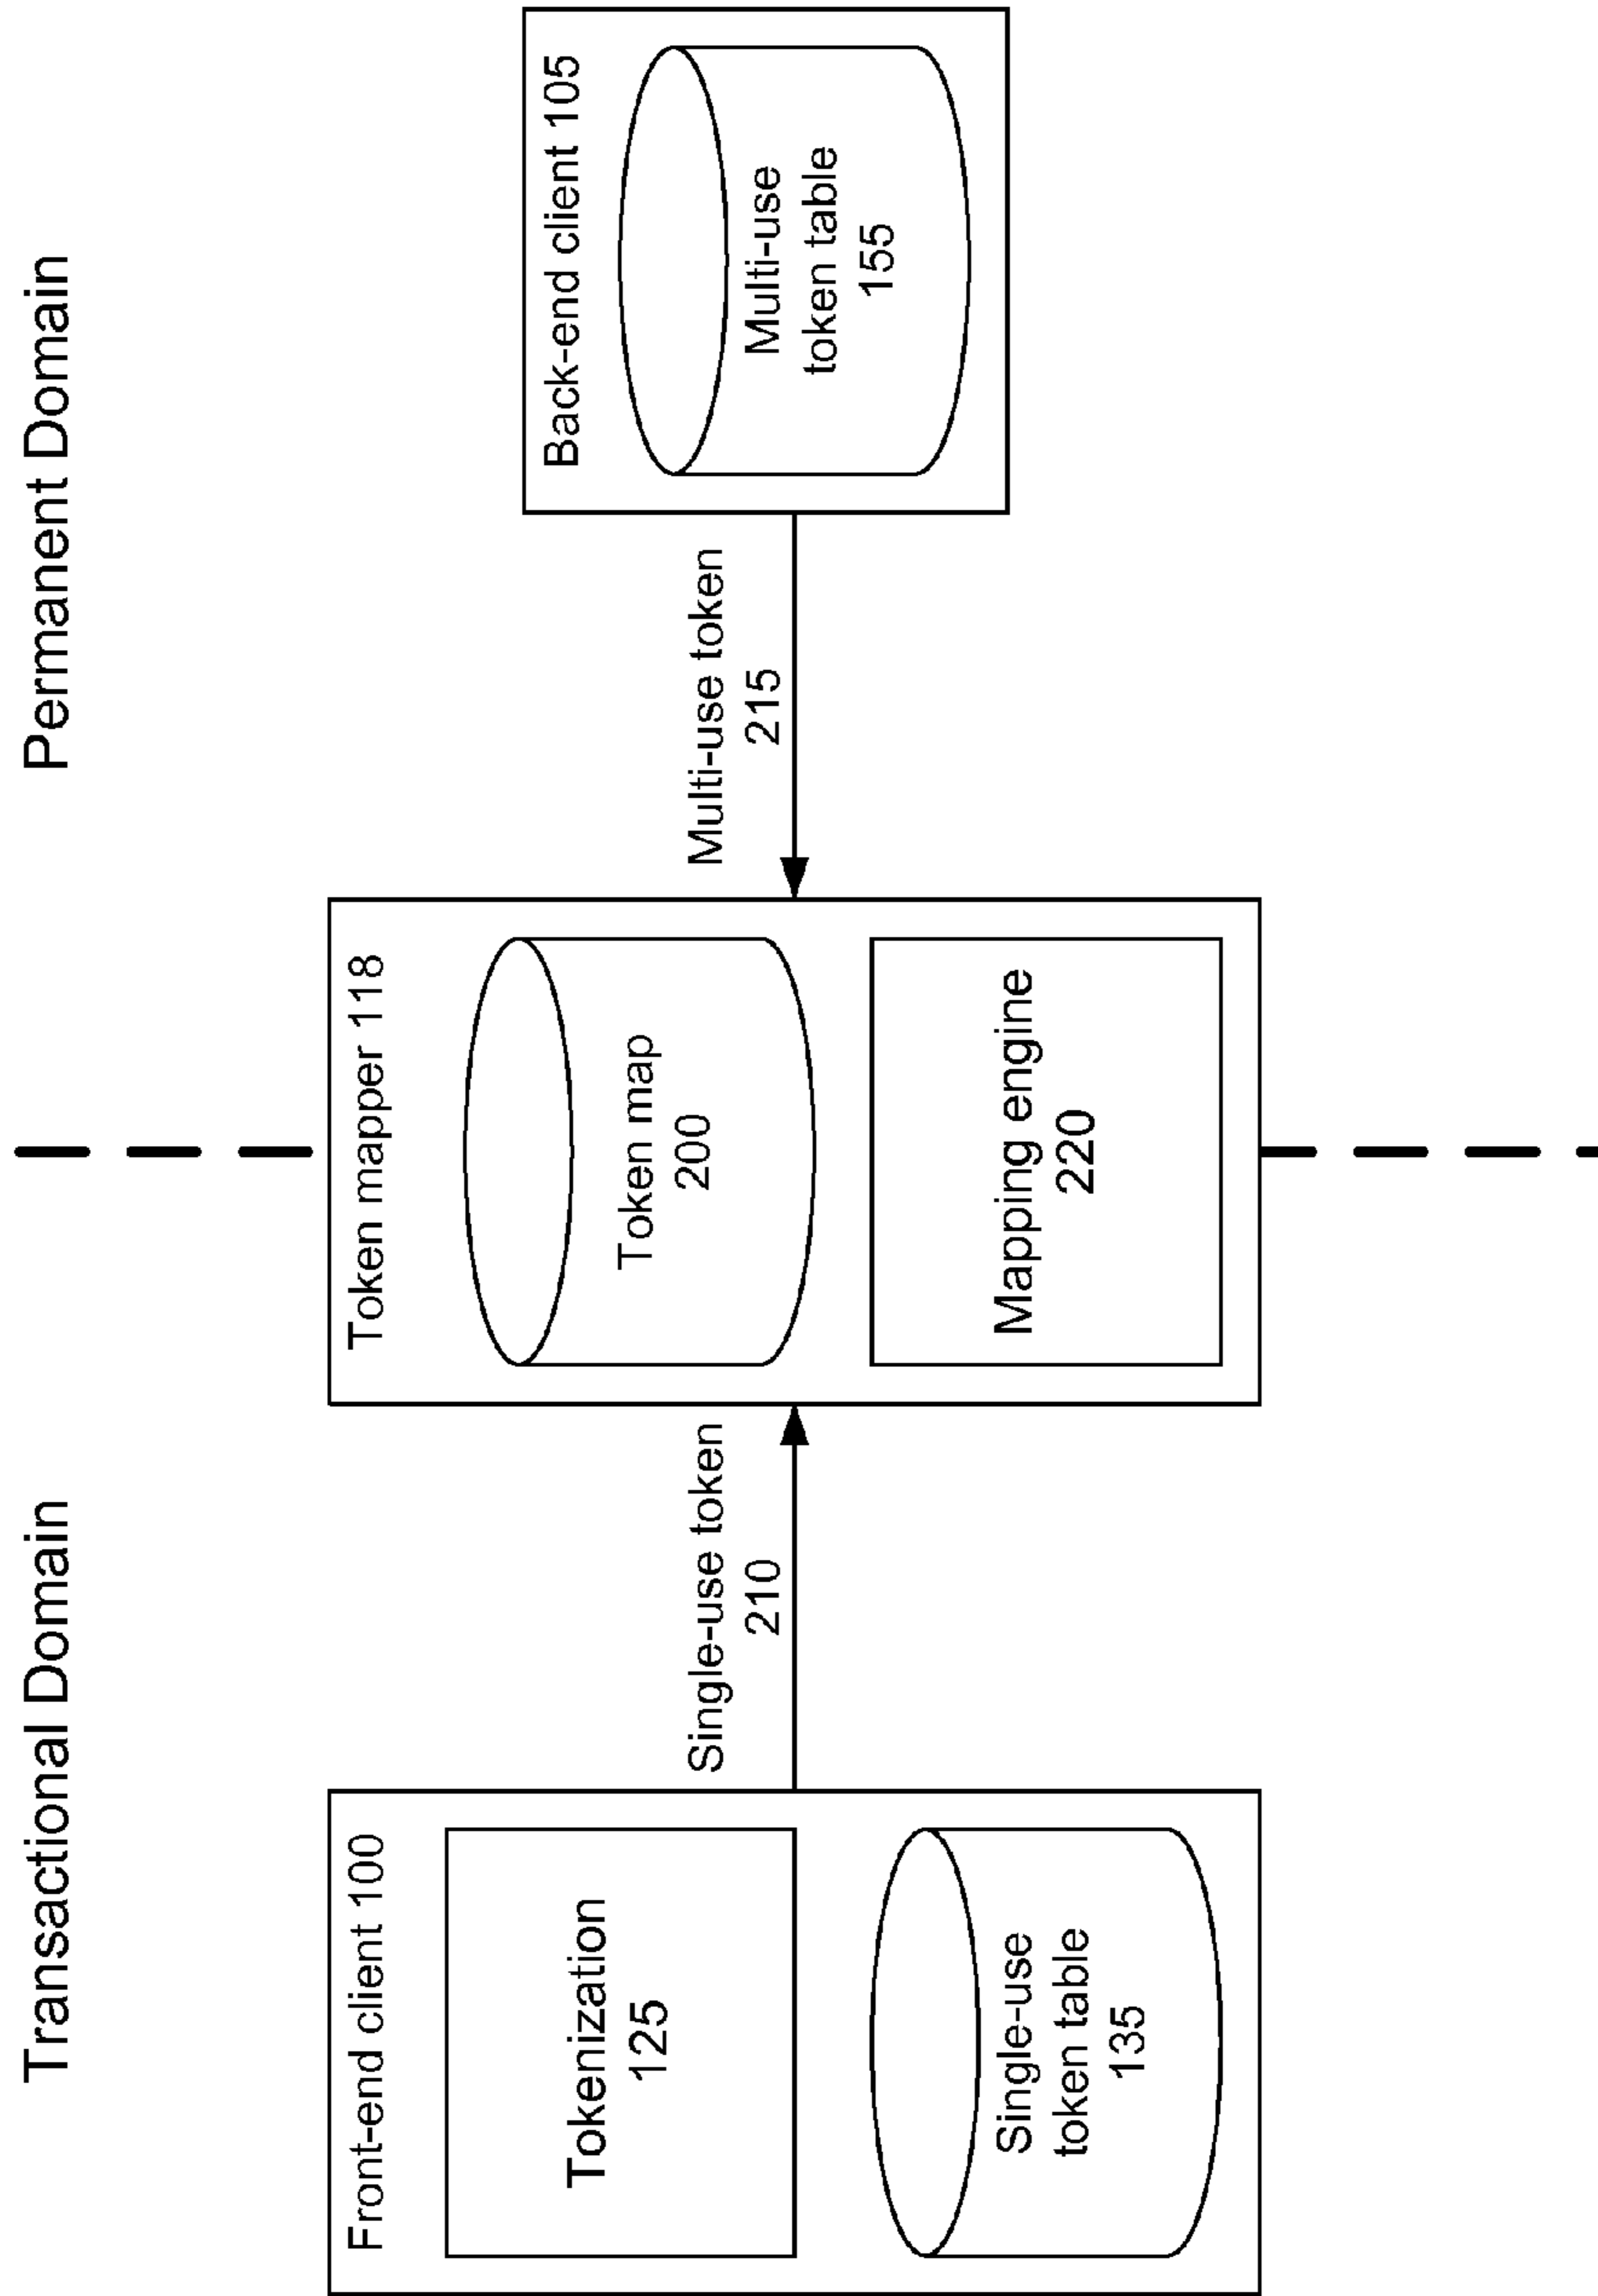 Transactional Domain
Permanent Domain
Front-end client 100
Tokenization
125
Single-use
token table
135
Single-use token
210
Token mapper 118
Token map
200
Mapping engine
220
Multi-use token
215
Back-end client 105
Multi-use
token table
155